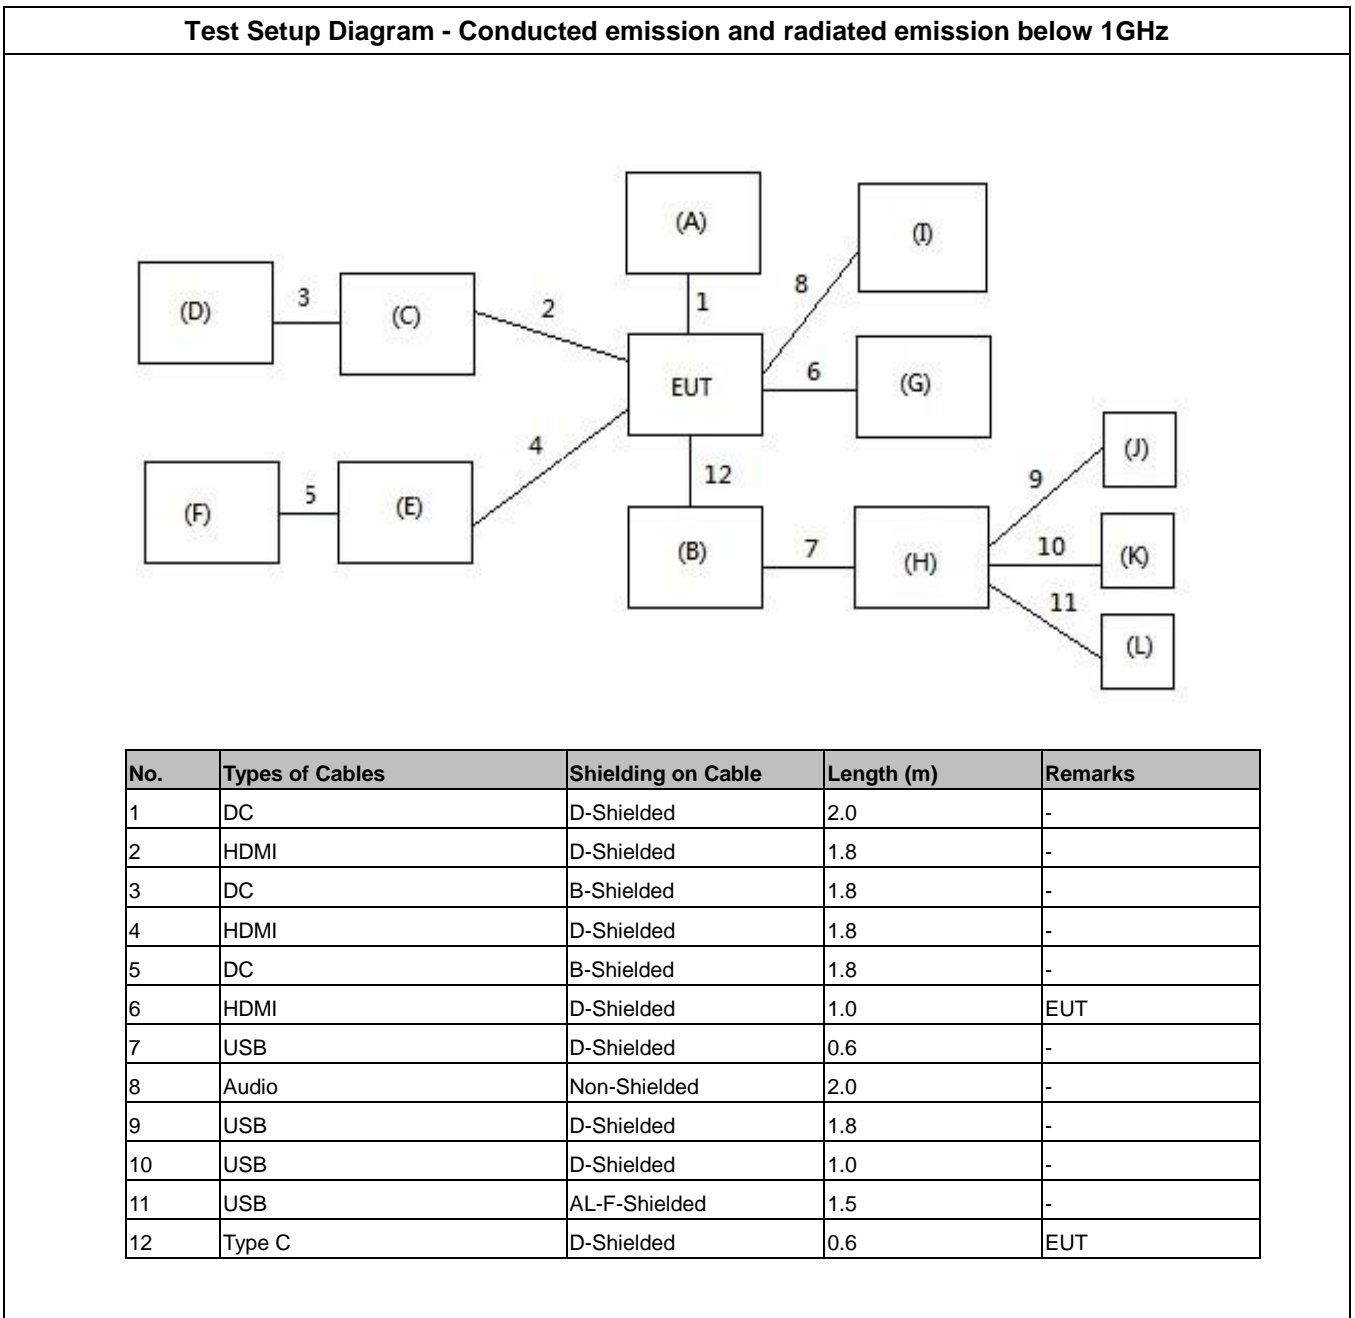 Test Setup Diagram - Conducted emission and radiated emission below 1GHz
(A)
(I)
8
1
(D)
3
(C)
2
EUT
6
(G)
4
12
(J)
9
(F)
5
(E)
(B)
7
(H)
10
(K)
11
(L)
No. Types of Cables Shielding on Cable Length (m) Remarks
1 DC D-Shielded 2.0 -
2 HDMI D-Shielded 1.8 -
3 DC B-Shielded 1.8 -
4 HDMI D-Shielded 1.8 -
5 DC B-Shielded 1.8 -
6 HDMI D-Shielded 1.0 EUT
7 USB D-Shielded 0.6 -
8 Audio Non-Shielded 2.0 -
9 USB D-Shielded 1.8 -
10 USB D-Shielded 1.0 -
11 USB AL-F-Shielded 1.5 -
12 Type C D-Shielded 0.6 EUT